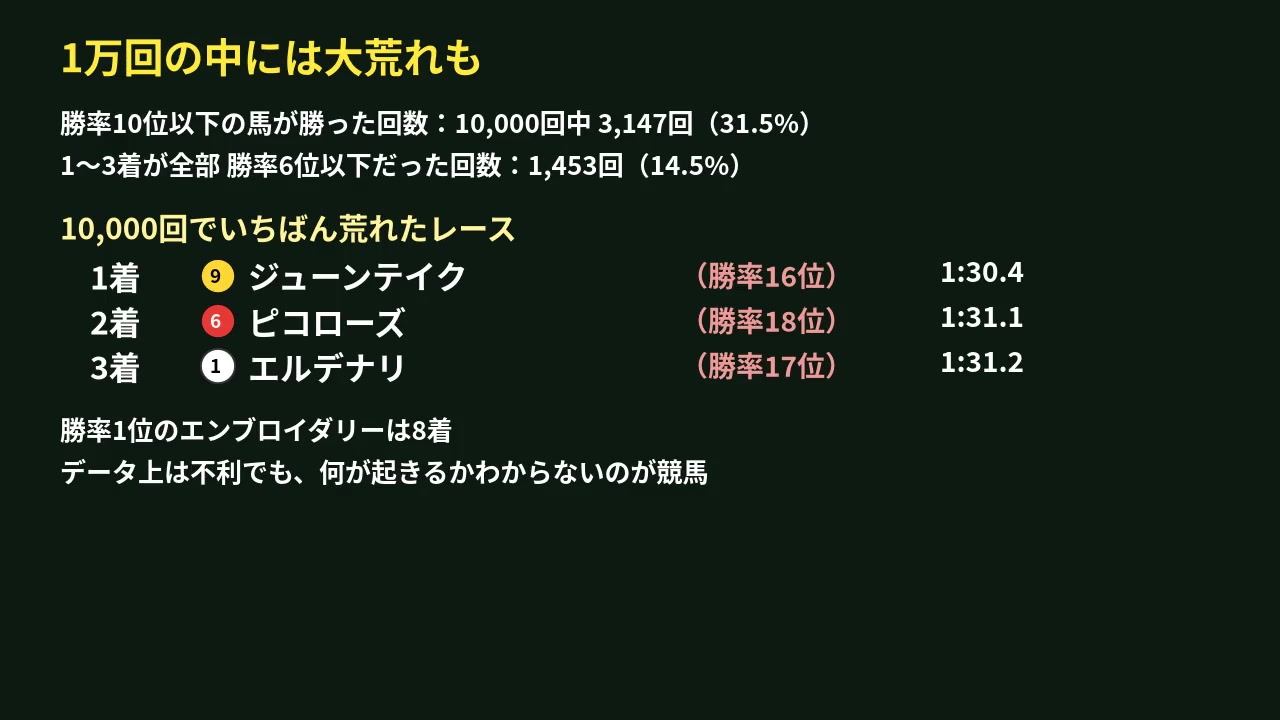 1万回の中には大荒れも
勝率10位以下の馬が勝った回数：10,000回中 3,147回（31.5%）
1〜3着が全部 勝率6位以下だった回数：1,453回（14.5%）
10,000回でいちばん荒れたレース
1着 9 ジューンテイク （勝率16位） 1:30.4
2着 6 ピコローズ （勝率18位） 1:31.1
3着 1 エルデナリ （勝率17位） 1:31.2
勝率1位のエンブロイダリーは8着
データ上は不利でも、何が起きるかわからないのが競馬